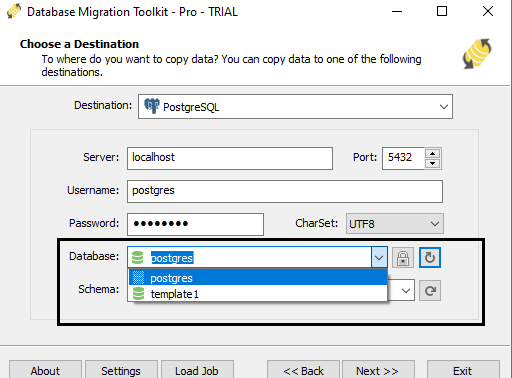 Database Migration Toolkit - Pro - TRIAL
Choose a Destination
To where do you want to copy data? You can copy data to one of the following
destinations.
Destination: PostgreSQL
Server: localhost Port: 5432
Username: postgres
Password: ●●●●●●●● CharSet: UTF8
Database: postgres
postgres
Schema: template1
About Settings Load Job << Back Next >> Exit